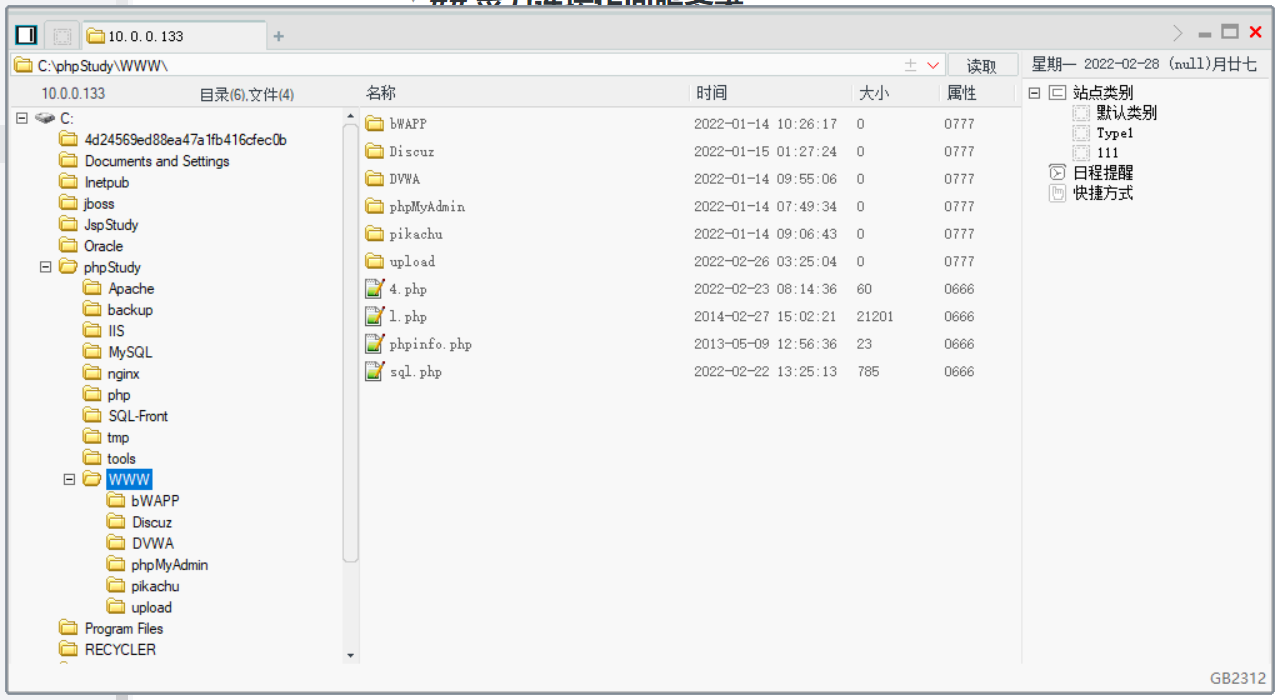 10.0.0.133
+
C:\phpStudy\WWW\
读取
星期一 2022-02-28 (null)月廿七
10.0.0.133 目录(6),文件(4)
名称 时间 大小 属性
C:
4d24569ed88ea47a1fb416cfec0b
Documents and Settings
Inetpub
jboss
JspStudy
Oracle
phpStudy
Apache
backup
IIS
MySQL
nginx
php
SQL-Front
tmp
tools
WWW
bWAPP
Discuz
DVWA
phpMyAdmin
pikachu
upload
Program Files
RECYCLER
bWAPP 2022-01-14 10:26:17 0 0777
Discuz 2022-01-15 01:27:24 0 0777
DVWA 2022-01-14 09:55:06 0 0777
phpMyAdmin 2022-01-14 07:49:34 0 0777
pikachu 2022-01-14 09:06:43 0 0777
upload 2022-02-26 03:25:04 0 0777
4.php 2022-02-23 08:14:36 60 0666
l.php 2014-02-27 15:02:21 21201 0666
phpinfo.php 2013-05-09 12:56:36 23 0666
sql.php 2022-02-22 13:25:13 785 0666
站点类别
默认类别
Type1
111
日程提醒
快捷方式
GB2312